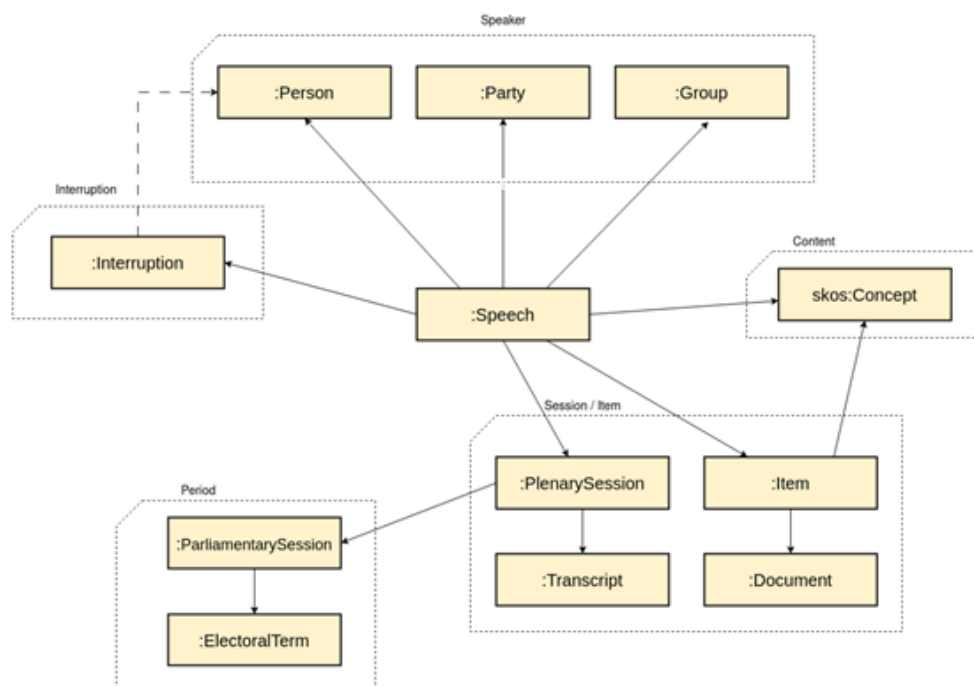 Speaker
:Person
:Party
:Group
Interruption
:Interruption
Content
skos:Concept
:Speech
Session / Item
:PlenarySession
:Item
Period
:ParliamentarySession
:Transcript
:Document
:ElectoralTerm